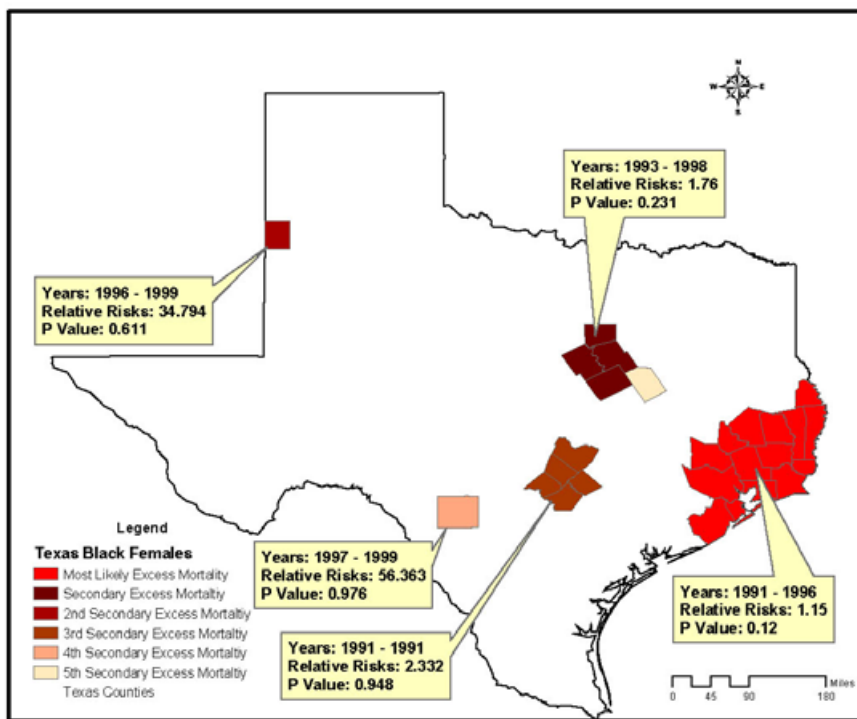 N
W E
S
Years: 1993 - 1998
Relative Risks: 1.76
P Value: 0.231
Years: 1996 - 1999
Relative Risks: 34.794
P Value: 0.611
Legend
Texas Black Females
Most Likely Excess Mortality
Secondary Excess Mortaltiy
2nd Secondary Excess Mortaltiy
3rd Secondary Excess Mortaltiy
4th Secondary Excess Mortaltiy
5th Secondary Excess Mortaltiy
Texas Counties
Years: 1997 - 1999
Relative Risks: 56.363
P Value: 0.976
Years: 1991 - 1991
Relative Risks: 2.332
P Value: 0.948
Years: 1991 - 1996
Relative Risks: 1.15
P Value: 0.12
Miles
0 45 90 180